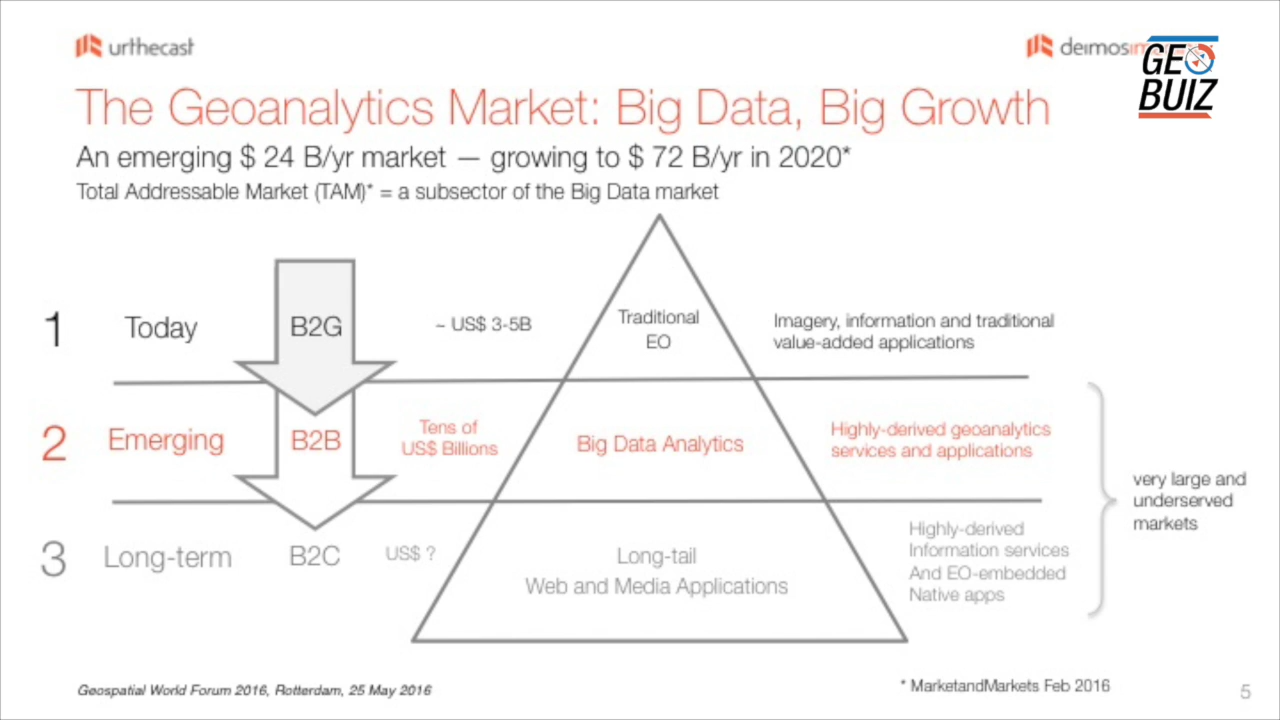 urthecast
deimos
GEO
BUIZ
The Geoanalytics Market: Big Data, Big Growth
An emerging $ 24 B/yr market — growing to $ 72 B/yr in 2020*
Total Addressable Market (TAM)* = a subsector of the Big Data market
1
Today
B2G
~ US$ 3-5B
Traditional
EO
Imagery, information and traditional
value-added applications
2
Emerging
B2B
Tens of
US$ Billions
Big Data Analytics
Highly-derived geoanalytics
services and applications
very large and
underserved
markets
3
Long-term
B2C
US$ ?
Long-tail
Web and Media Applications
Highly-derived
Information services
And EO-embedded
Native apps
Geospatial World Forum 2016, Rotterdam, 25 May 2016
* MarketandMarkets Feb 2016
5